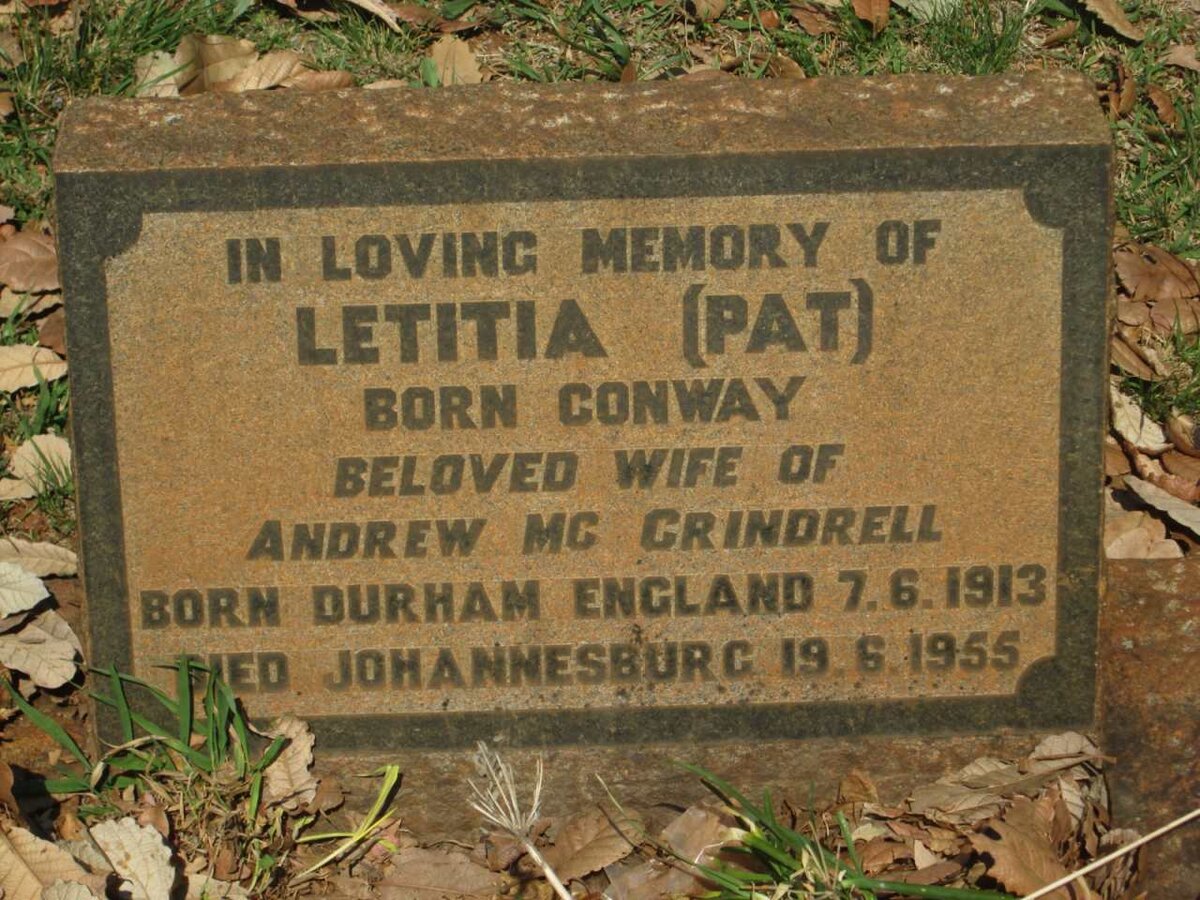 IN LOVING MEMORY OF
LETITIA (PAT)
BORN CONWAY
BELOVED WIFE OF
ANDREW MC GRINDRELL
BORN DURHAM ENGLAND 7.6.1913
DIED JOHANNESBURG 19.6.1955